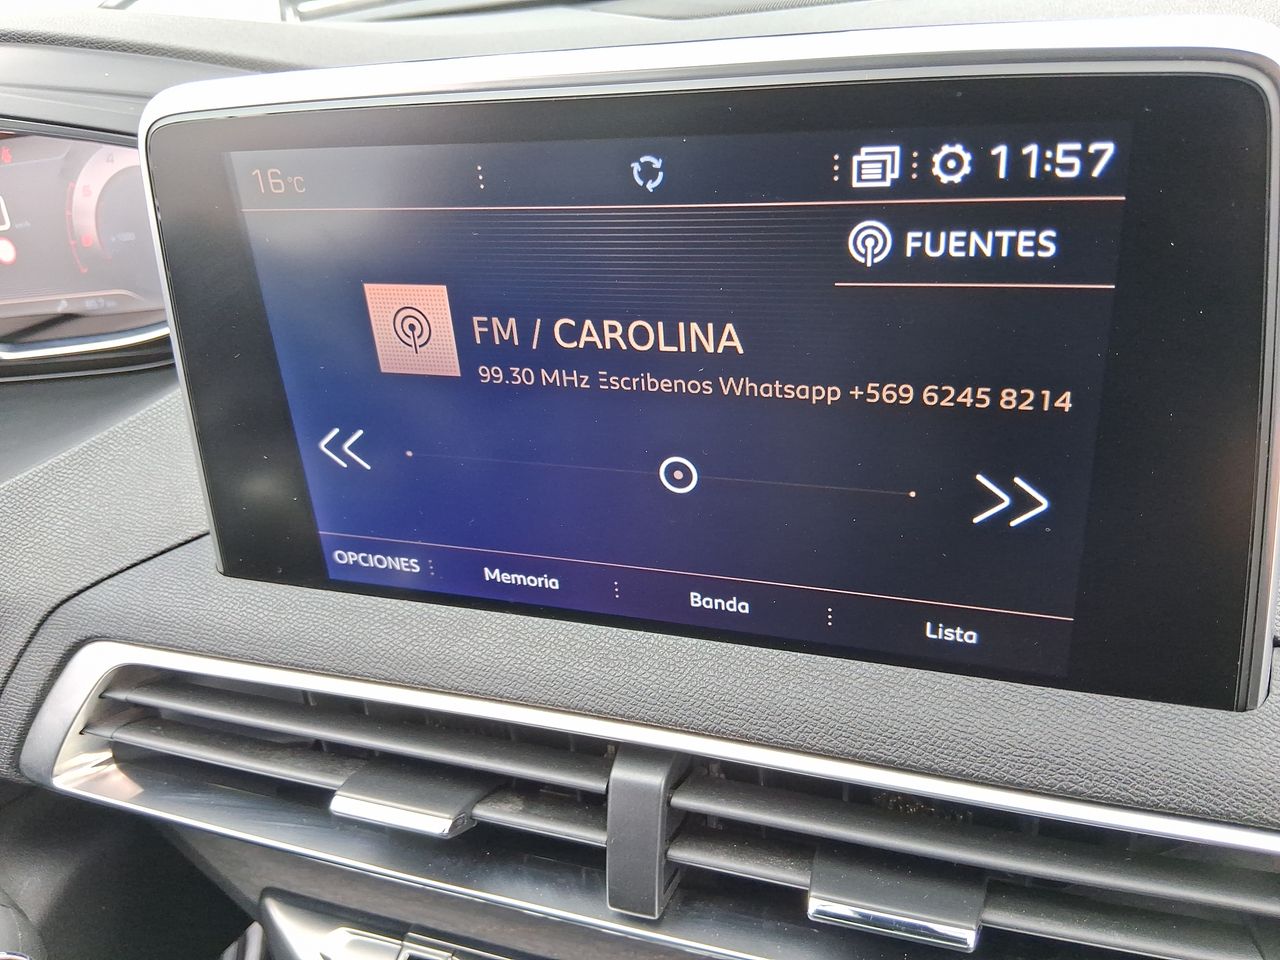 16°C
11:57
FUENTES
FM / CAROLINA
99.30 MHz Escribenos Whatsapp +569 6245 8214
OPCIONES
Memoria
Banda
Lista